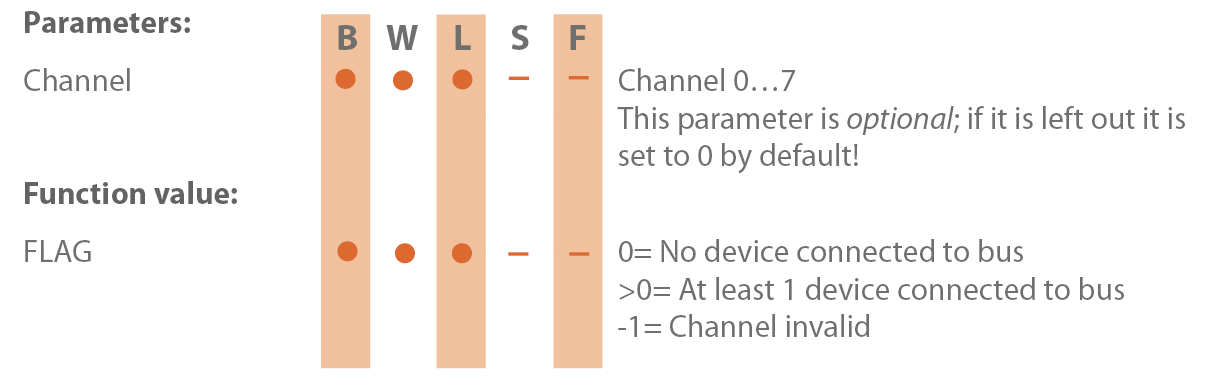 Parameters:
B W L S F
Channel ● ● ● – – Channel 0…7
This parameter is optional; if it is left out it is
set to 0 by default!
Function value:
FLAG ● ● ● – – 0= No device connected to bus
>0= At least 1 device connected to bus
-1= Channel invalid